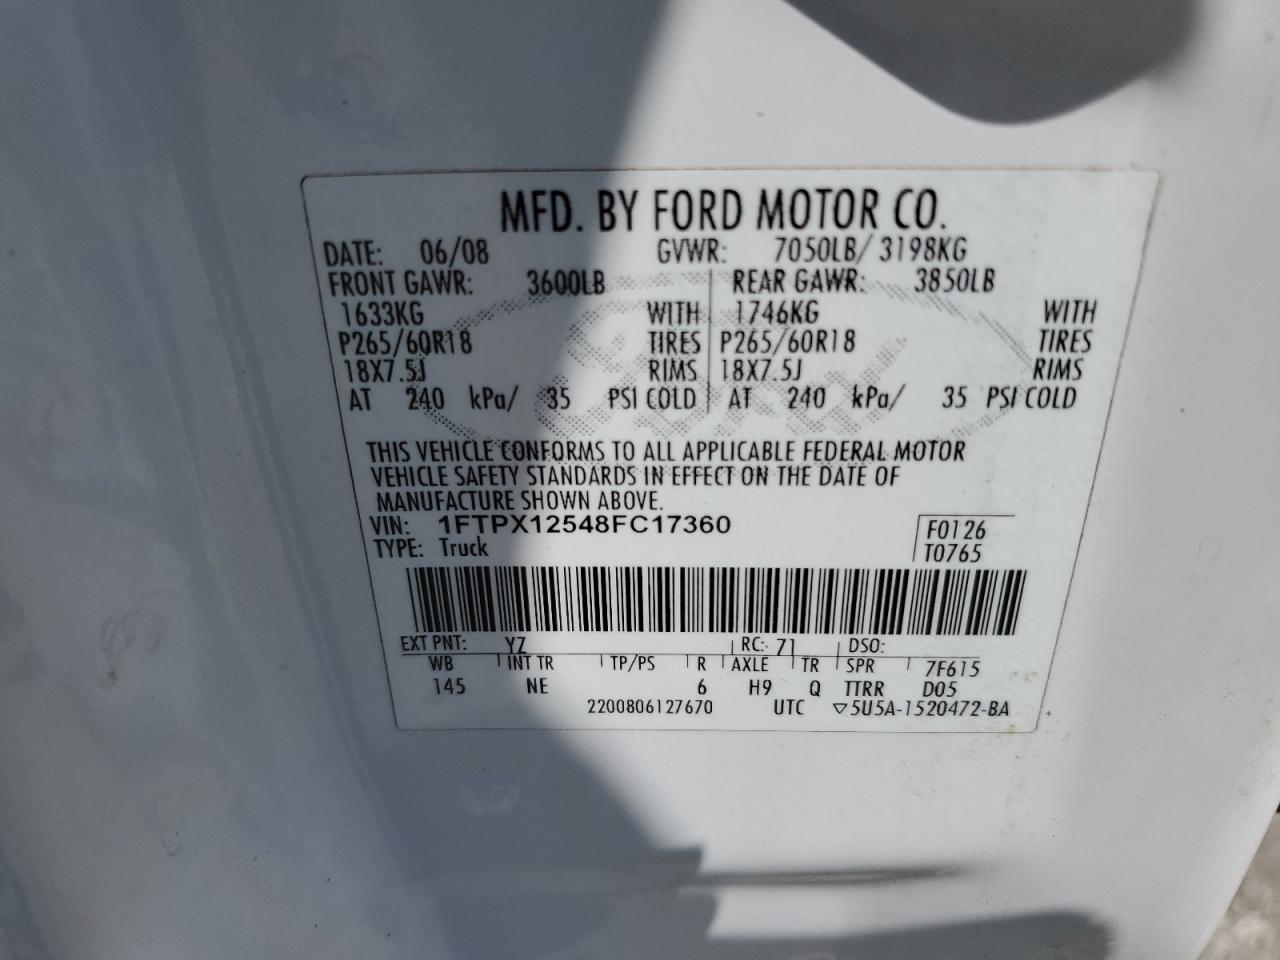 MFD. BY FORD MOTOR CO.
DATE: 06/08 GVWR: 7050LB/ 3198KG
FRONT GAWR: 3600LB REAR GAWR: 3850LB
1633KG WITH 1746KG WITH
P265/60R18 TIRES P265/60R18 TIRES
18X7.5J RIMS 18X7.5J RIMS
AT 240 kPa/ 35 PSI COLD AT 240 kPa/ 35 PSI COLD
THIS VEHICLE CONFORMS TO ALL APPLICABLE FEDERAL MOTOR
VEHICLE SAFETY STANDARDS IN EFFECT ON THE DATE OF
MANUFACTURE SHOWN ABOVE.
VIN: 1FTPX12548FC17360 F0126
TYPE: Truck T0765
EXT PNT: YZ RC: 71 DSO:
WB INT TR TP/PS R AXLE TR SPR 7F615
145 NE 6 H9 Q TTRR D05
2200806127670 UTC ▽5U5A-1520472-BA